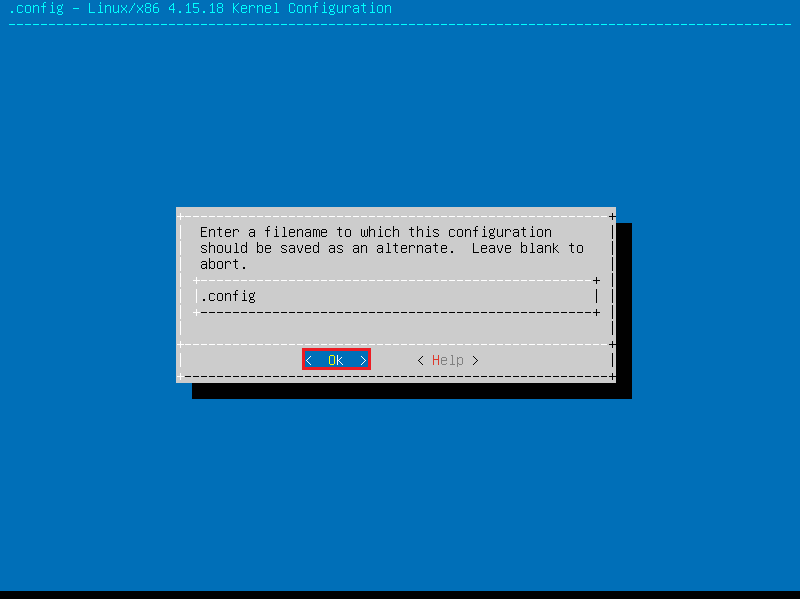 .config - Linux/x86 4.15.18 Kernel Configuration
Enter a filename to which this configuration
should be saved as an alternate.  Leave blank to
abort.
.config
<  Ok  >      < Help >